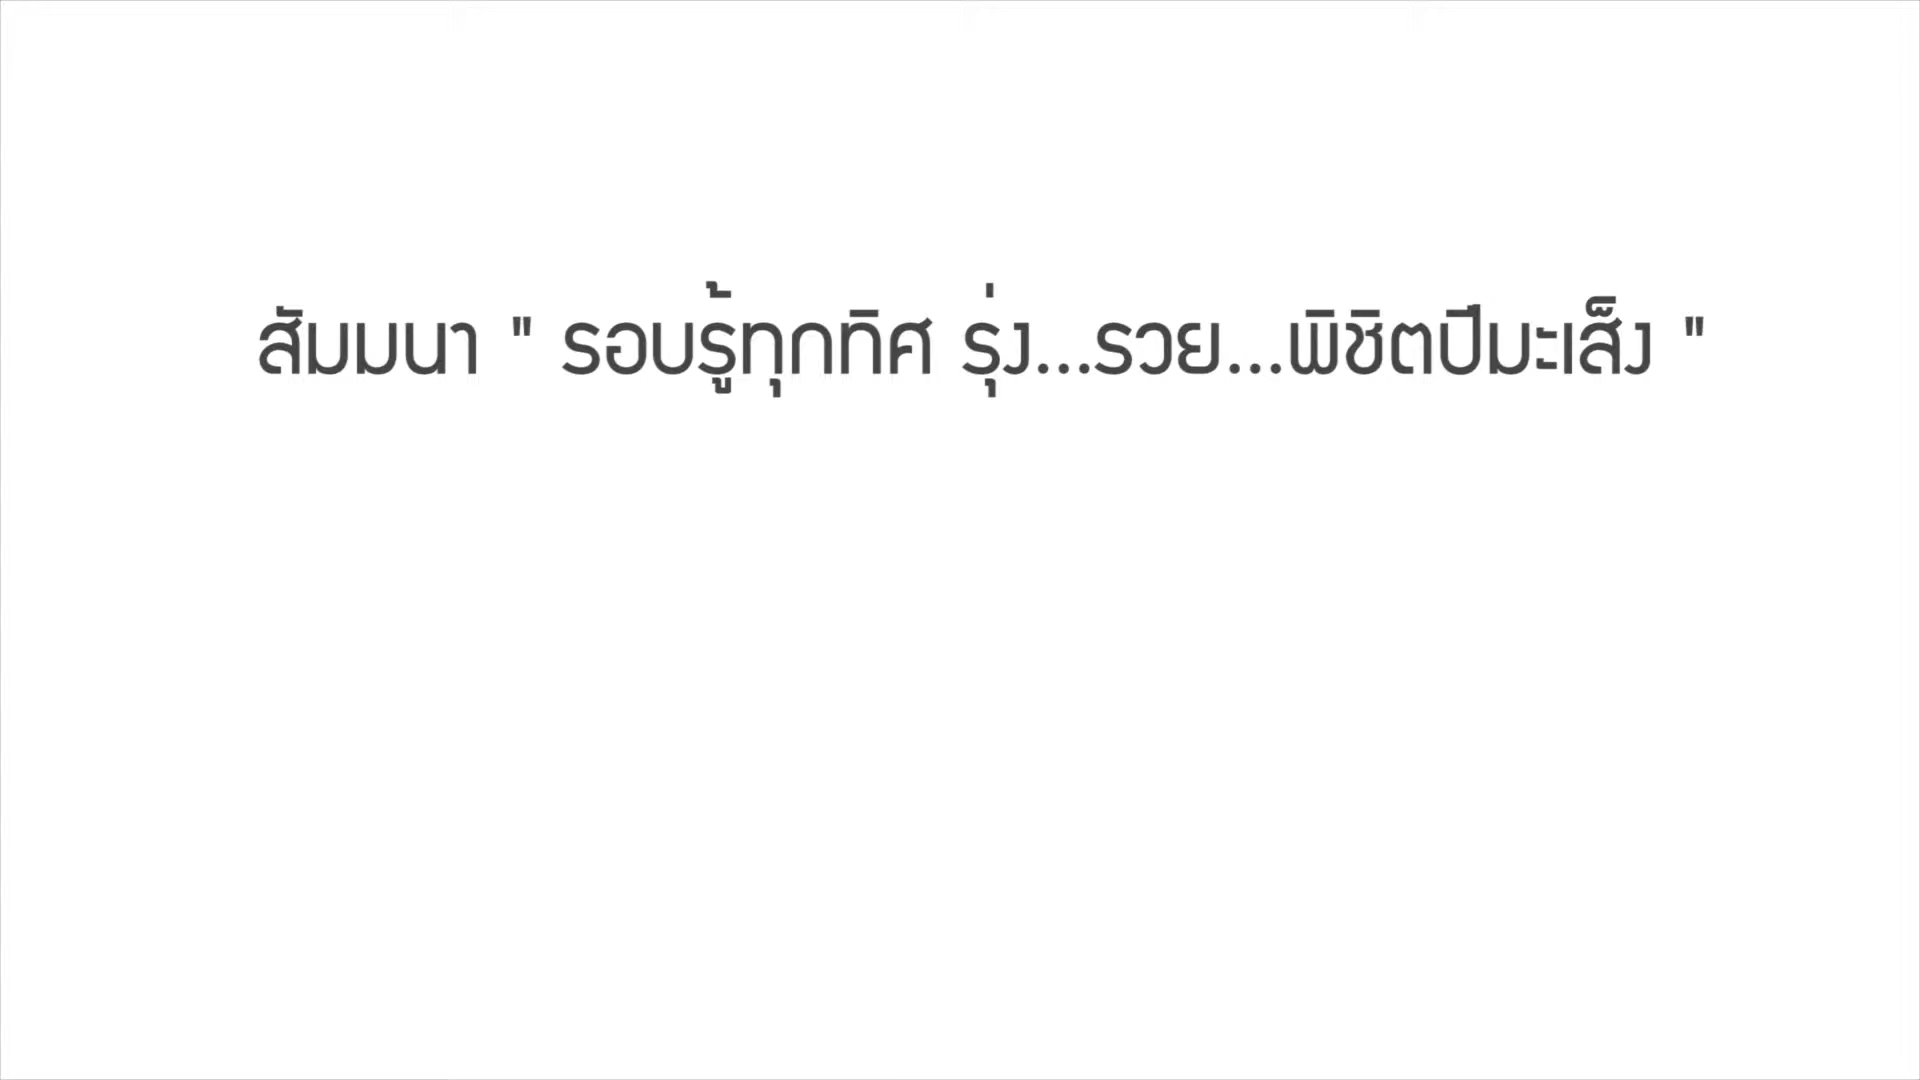 สัมมนา " รอบรู้ทุกทิศ รุ่ง...รวย...พิชิตปีมะเส็ง "